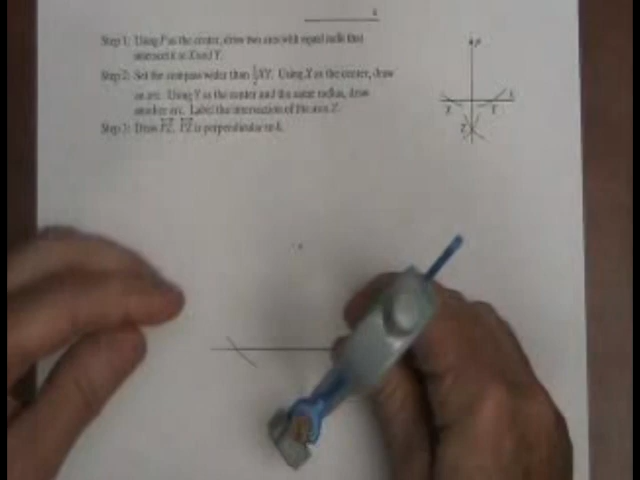 k
Step 1: Using P as the center, draw two arcs with equal radii that
intersect k at X and Y.
P
Step 2: Set the compass wider than ½XY. Using X as the center, draw
an arc. Using Y as the center and the same radius, draw
another arc. Label the intersection of the arcs Z.
k
X Y
Step 3: Draw PZ. PZ is perpendicular to k.
Z